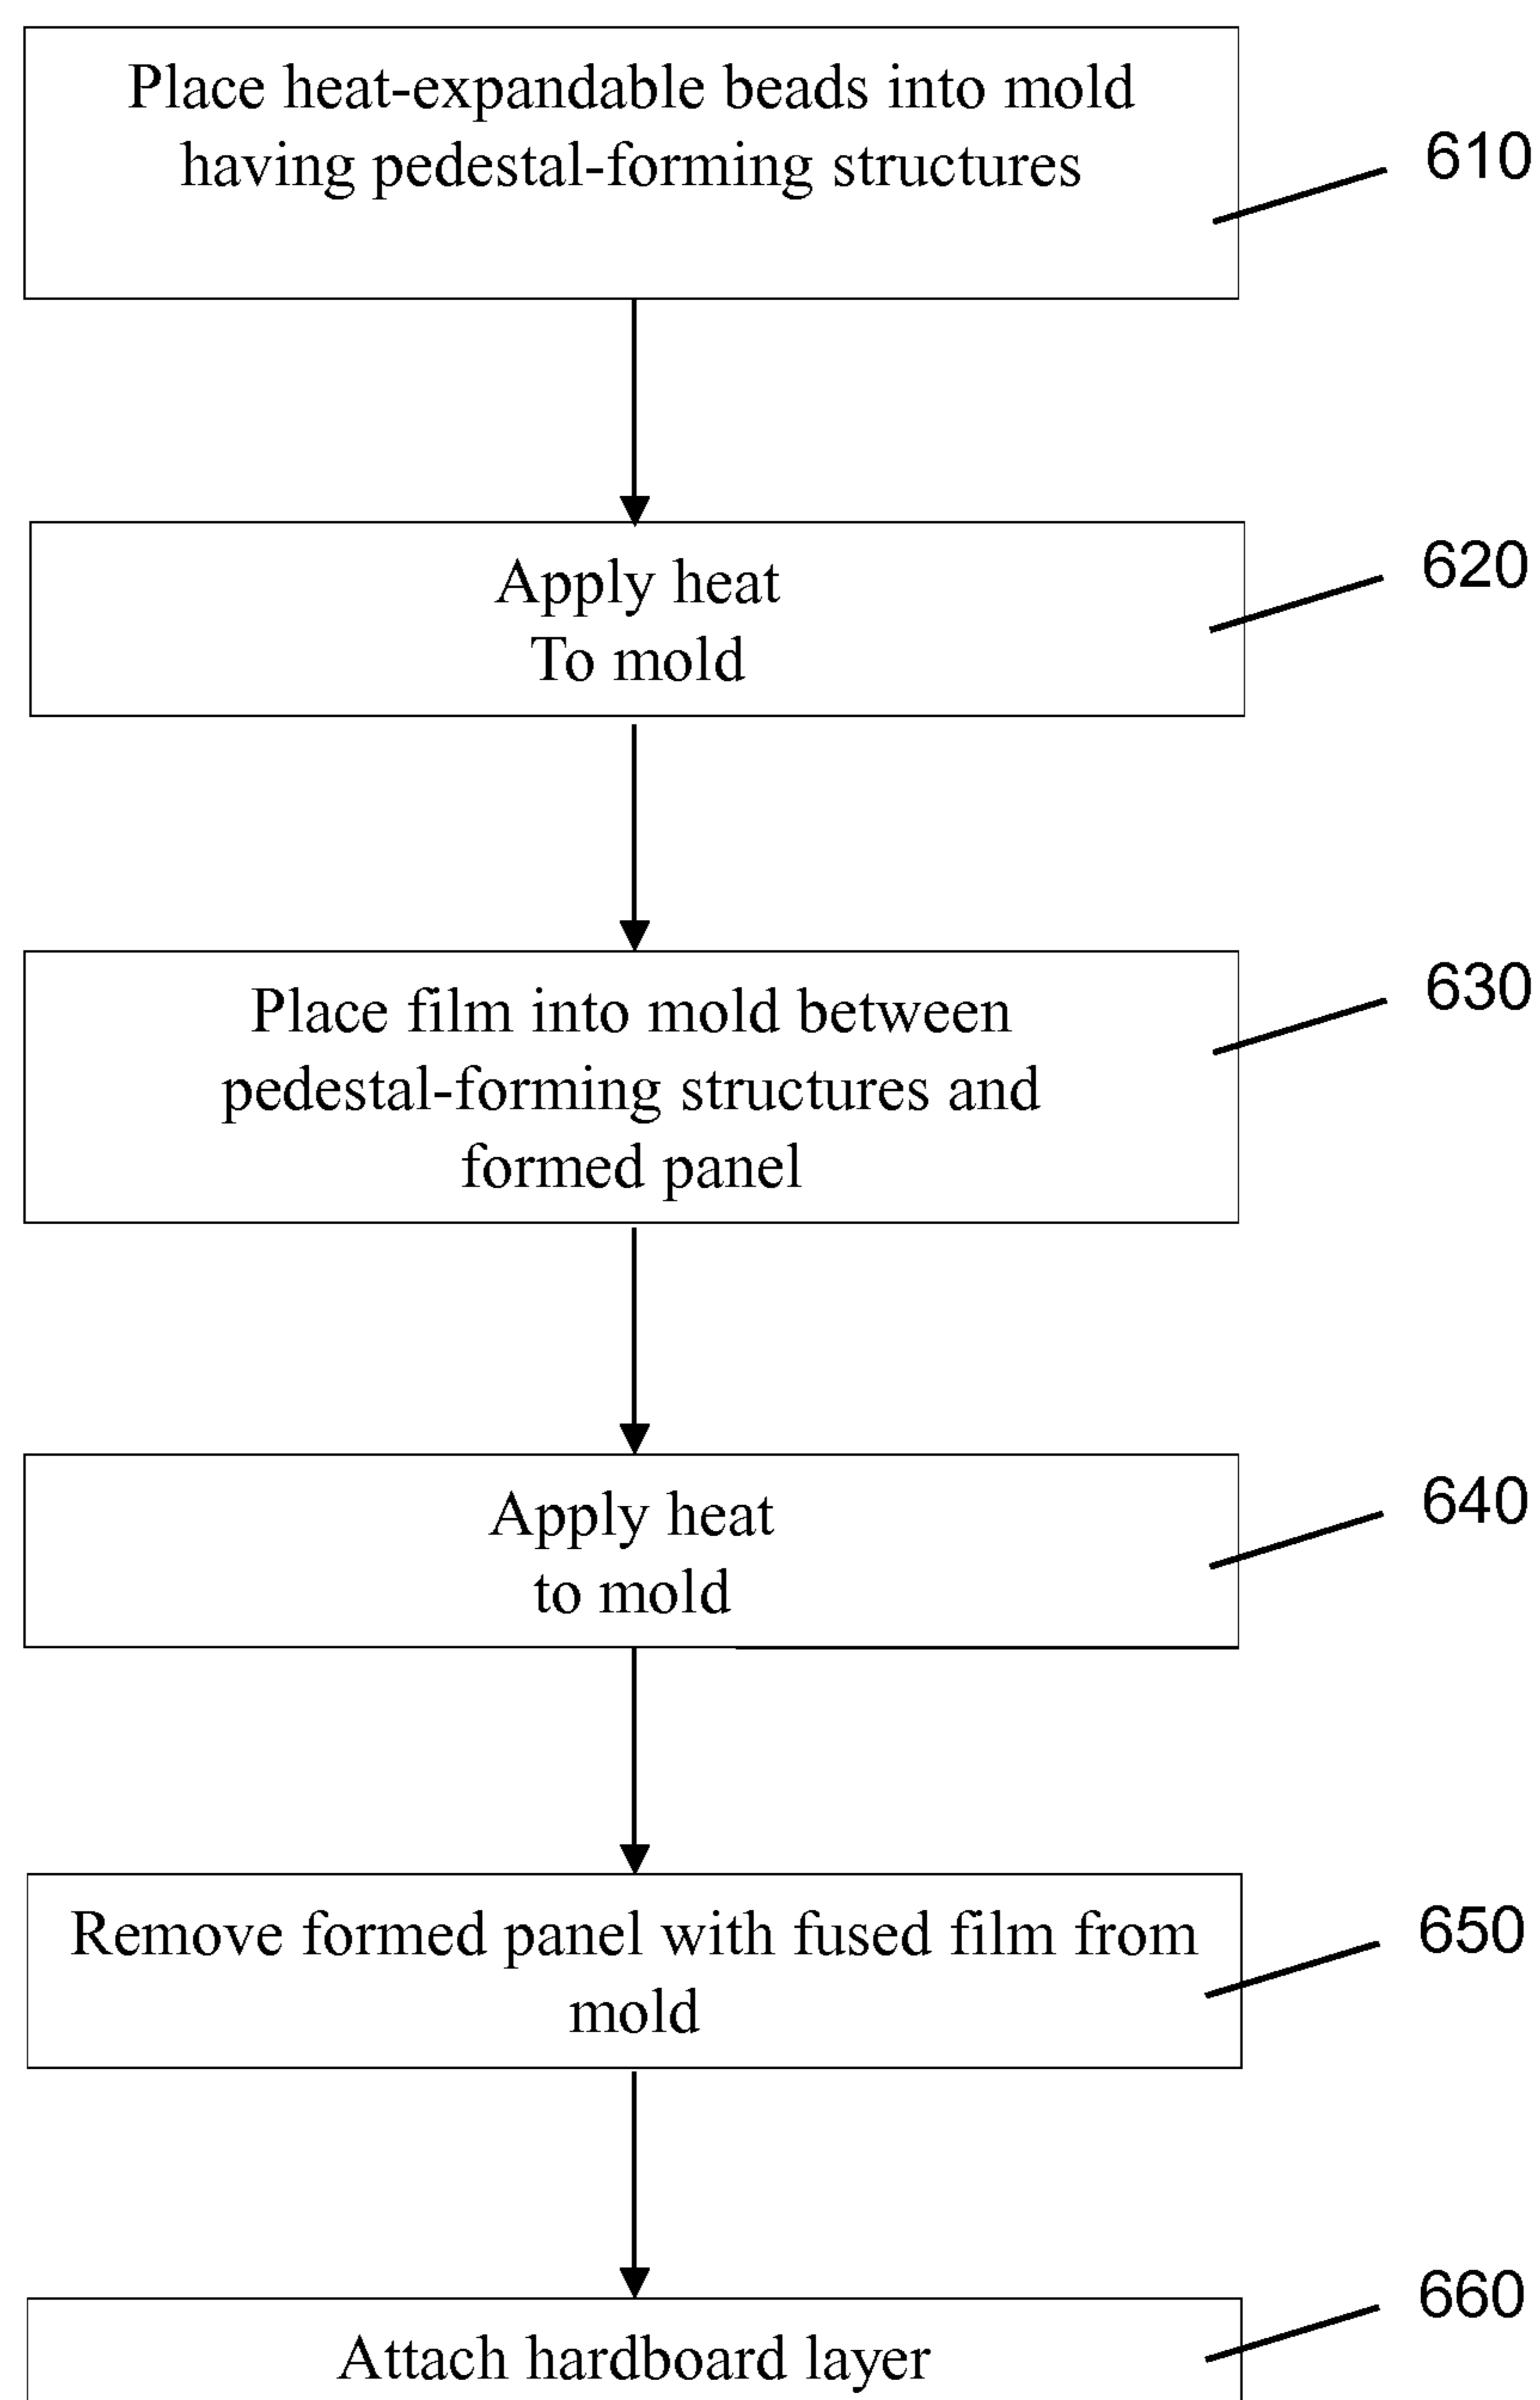 Place heat-expandable beads into mold
having pedestal-forming structures
610
Apply heat
To mold
620
Place film into mold between
pedestal-forming structures and
formed panel
630
Apply heat
to mold
640
Remove formed panel with fused film from
mold
650
Attach hardboard layer
660